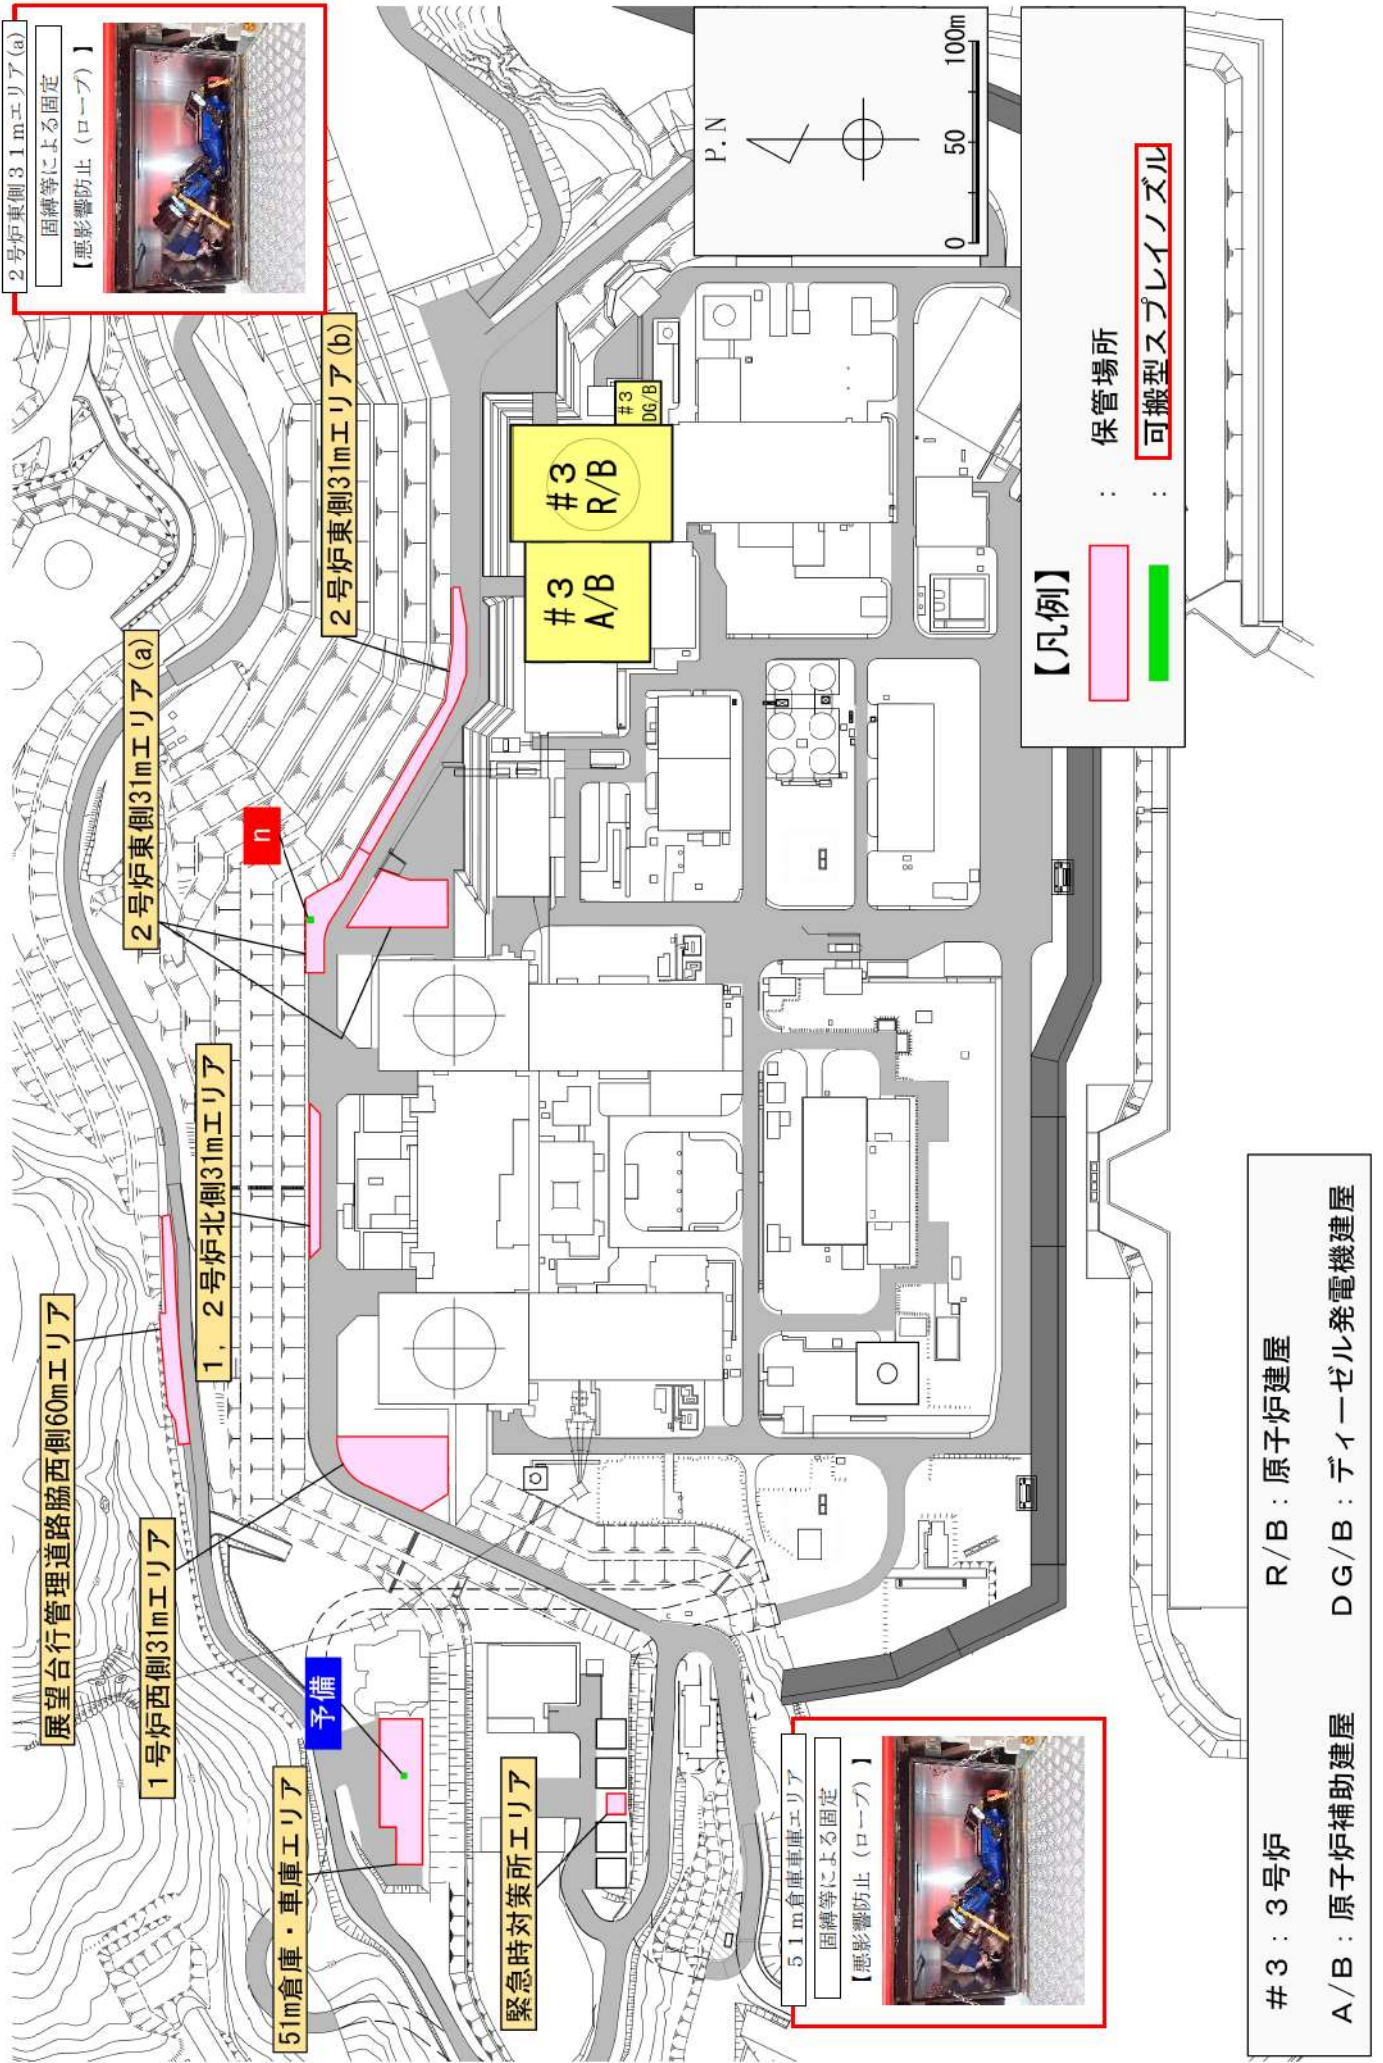 ２号炉東側３１ｍエリア(a)
固縛等による固定
【悪影響防止（ロープ）】
展望台行管理道路脇西側60mエリア
１号炉西側31mエリア
１，２号炉北側31mエリア
２号炉東側31mエリア(a)
２号炉東側31mエリア(b)
n
予備
51m倉庫・車庫エリア
緊急時対策所エリア
#3
A/B
#3
R/B
#3
DG/B
５１ｍ倉庫車庫エリア
固縛等による固定
【悪影響防止（ロープ）】
P.N
0 50 100m
【凡例】
： 保管場所
： 可搬型スプレイノズル
＃３：３号炉 R/B：原子炉建屋
A/B：原子炉補助建屋 DG/B：ディーゼル発電機建屋